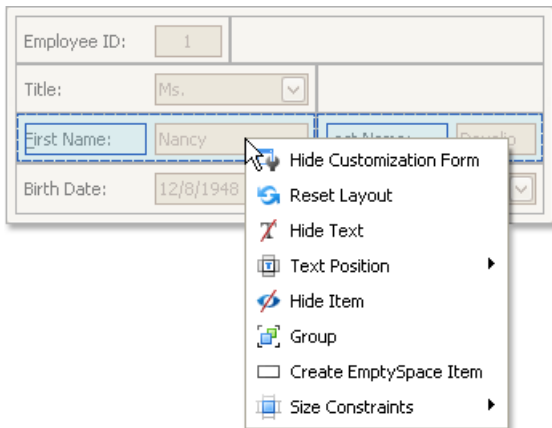 Employee ID: 1
Title: Ms.
First Name: Nancy
Birth Date: 12/8/1948
Hide Customization Form
Reset Layout
Hide Text
Text Position
Hide Item
Group
Create EmptySpace Item
Size Constraints